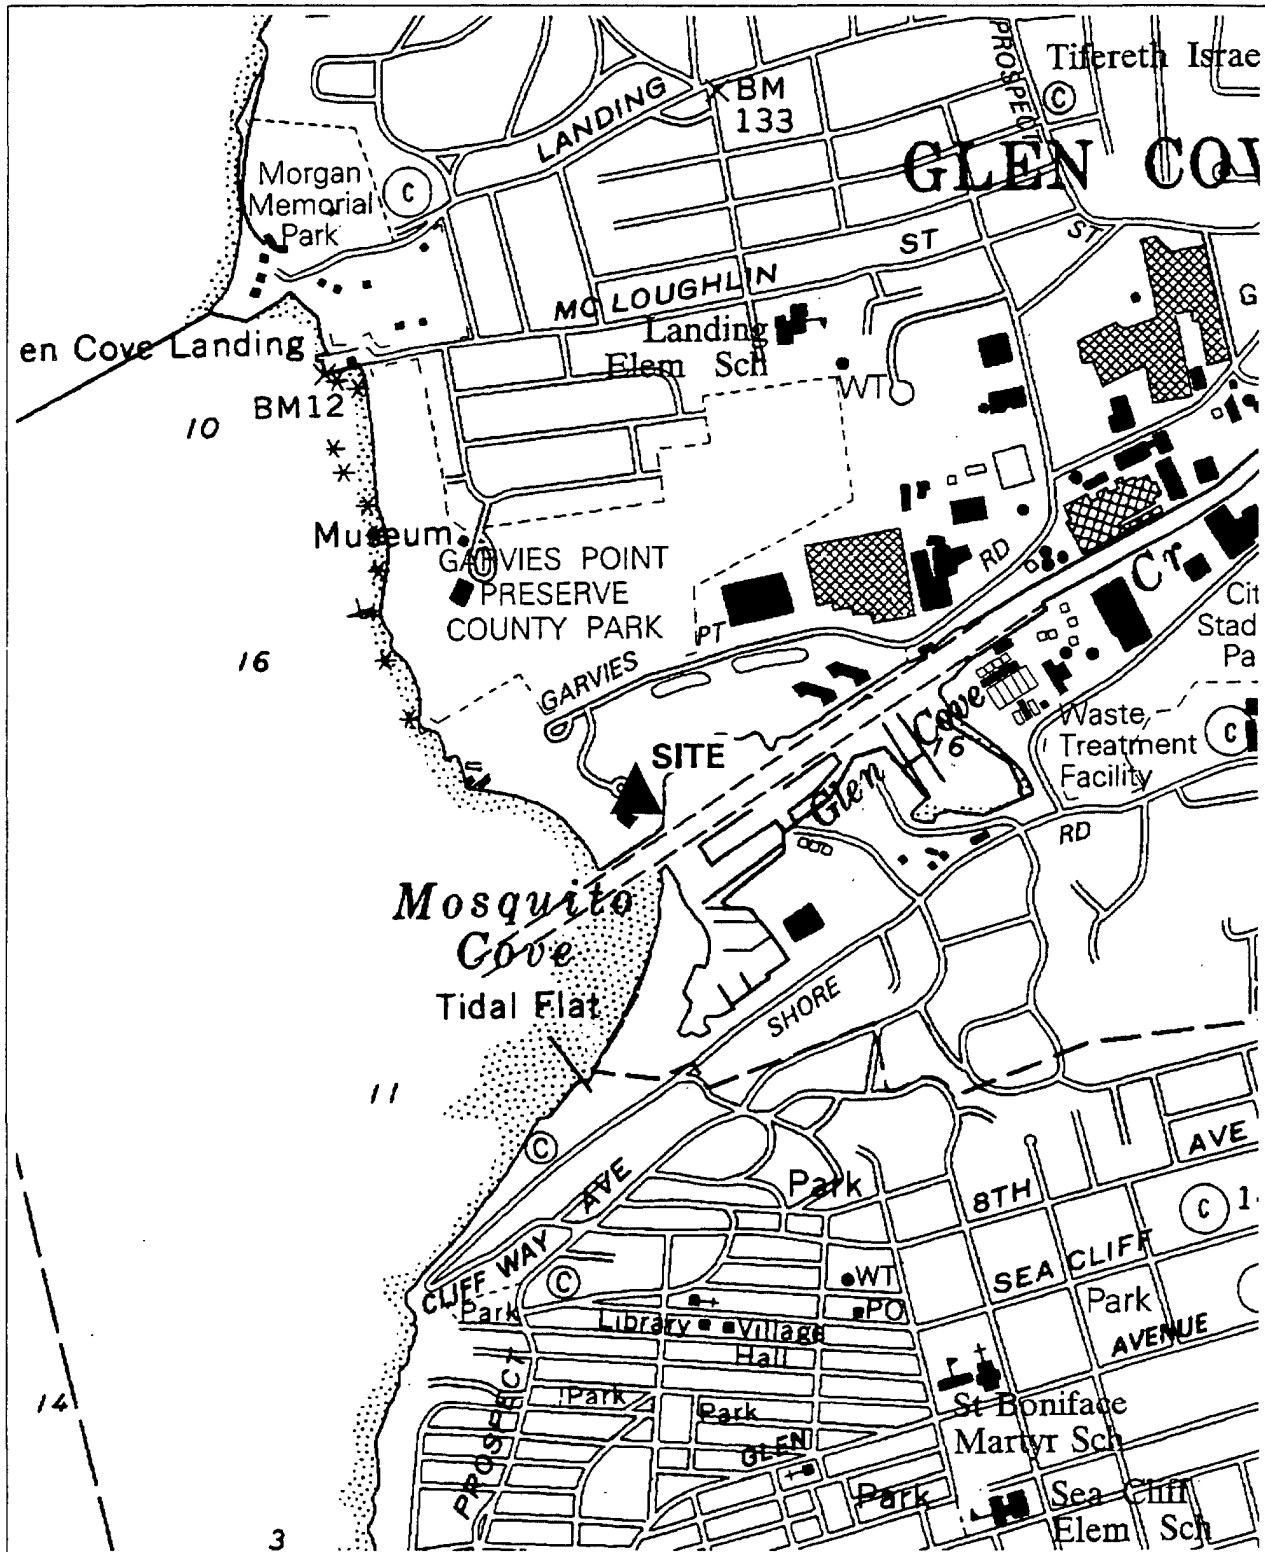 PROSPECT
Tifereth Israe
C
BM
133
LANDING
GLEN COV
Morgan
Memorial
Park
C
ST
ST
MC LOUGHLIN
G
Landing
Elem Sch
en Cove Landing
WT
BM12
10
Museum
GARVIES POINT
PRESERVE
COUNTY PARK
RD
Cr
PT
Cit
Stad
Pa
16
GARVIES
Cove
Waste
Treatment
Facility
C
SITE
16
Glen
RD
Mosquito
Cove
Tidal Flat
SHORE
11
C
AVE
AVE
Park
8TH
C
1
CLIFF WAY
SEA CLIFF
C
WT
Park
PO
Park
Library
Village
Hall
AVENUE
14
PROSPECT
Park
Park
St Boniface
Martyr Sch
GLEN
Park
Sea Cliff
Elem Sch
3